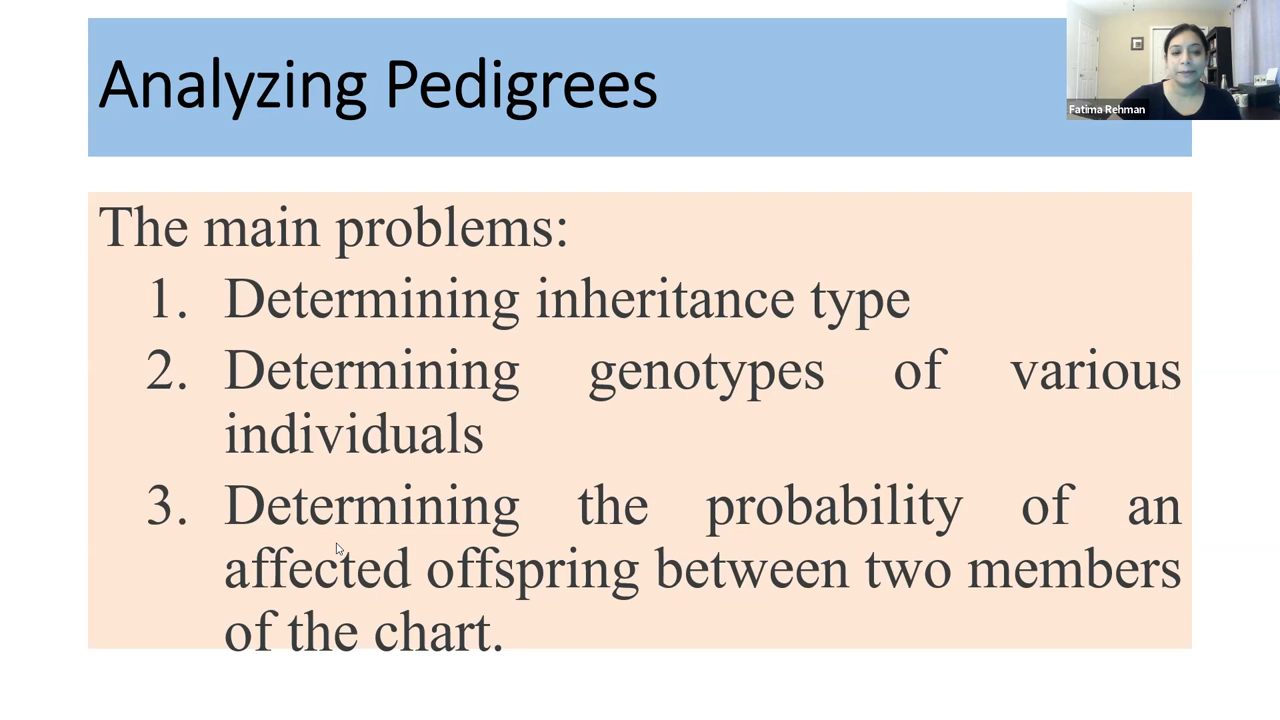 Analyzing Pedigrees
Fatima Rehman
The main problems:
1. Determining inheritance type
2. Determining genotypes of various
individuals
3. Determining the probability of an
affected offspring between two members
of the chart.